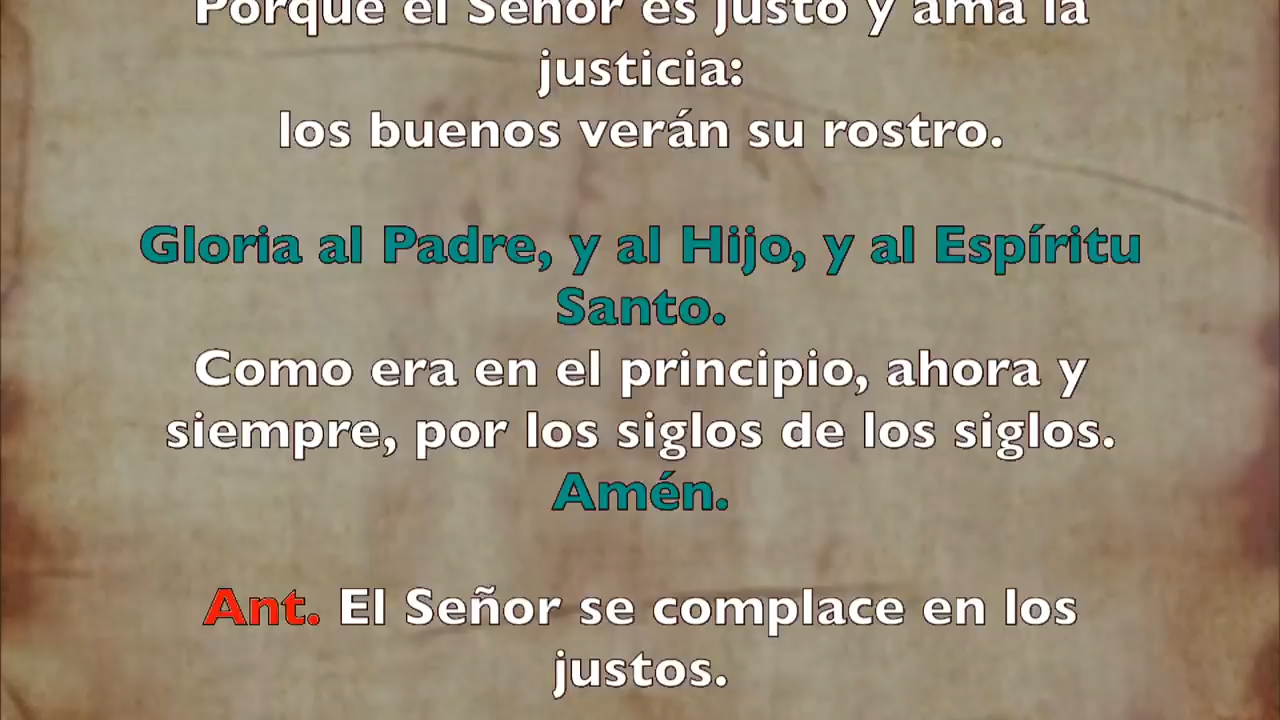 Porque el Señor es justo y ama la
justicia:
los buenos verán su rostro.
Gloria al Padre, y al Hijo, y al Espíritu
Santo.
Como era en el principio, ahora y
siempre, por los siglos de los siglos.
Amén.
Ant. El Señor se complace en los
justos.